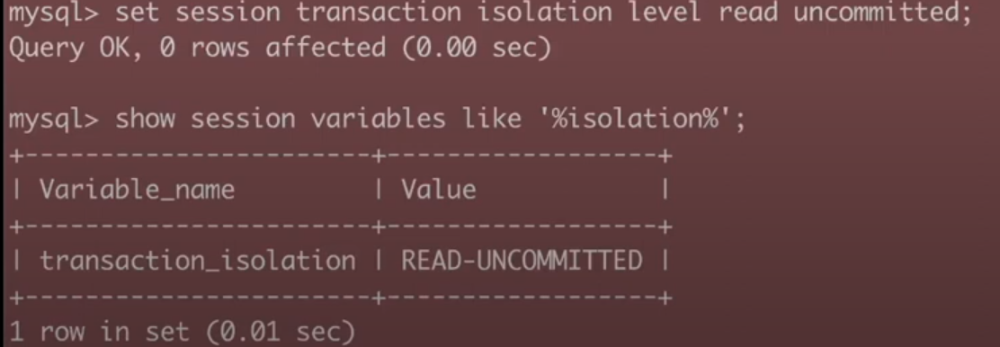 mysql> set session transaction isolation level read uncommitted;
Query OK, 0 rows affected (0.00 sec)
mysql> show session variables like '%isolation%';
+-----------------------+------------------+
| Variable_name         | Value            |
+-----------------------+------------------+
| transaction_isolation | READ-UNCOMMITTED |
+-----------------------+------------------+
1 row in set (0.01 sec)